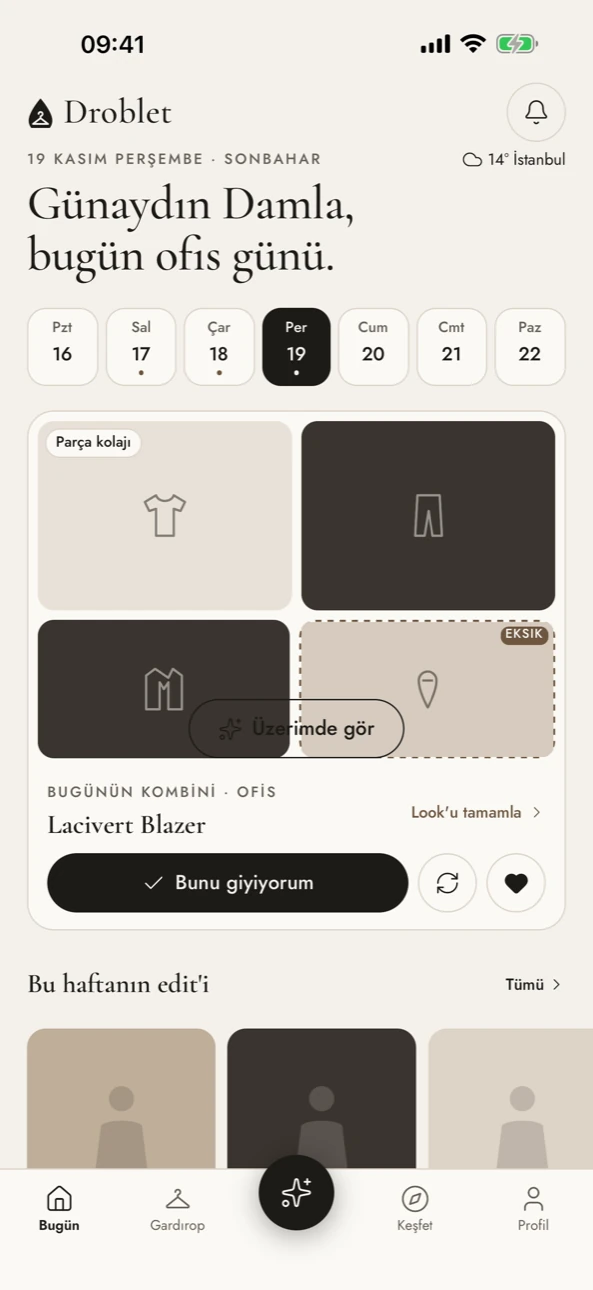 09:41
Droblet
19 KASIM PERŞEMBE · SONBAHAR
14° İstanbul
Günaydın Damla,
bugün ofis günü.
Pzt Sal Çar Per Cum Cmt Paz
16 17 18 19 20 21 22
Parça kolajı
EKSIK
Üzerimde gör
BUGÜNÜN KOMBİNİ · OFİS
Look'u tamamla
Lacivert Blazer
Bunu giyiyorum
Bu haftanın edit'i
Tümü
Bugün Gardırop Keşfet Profil